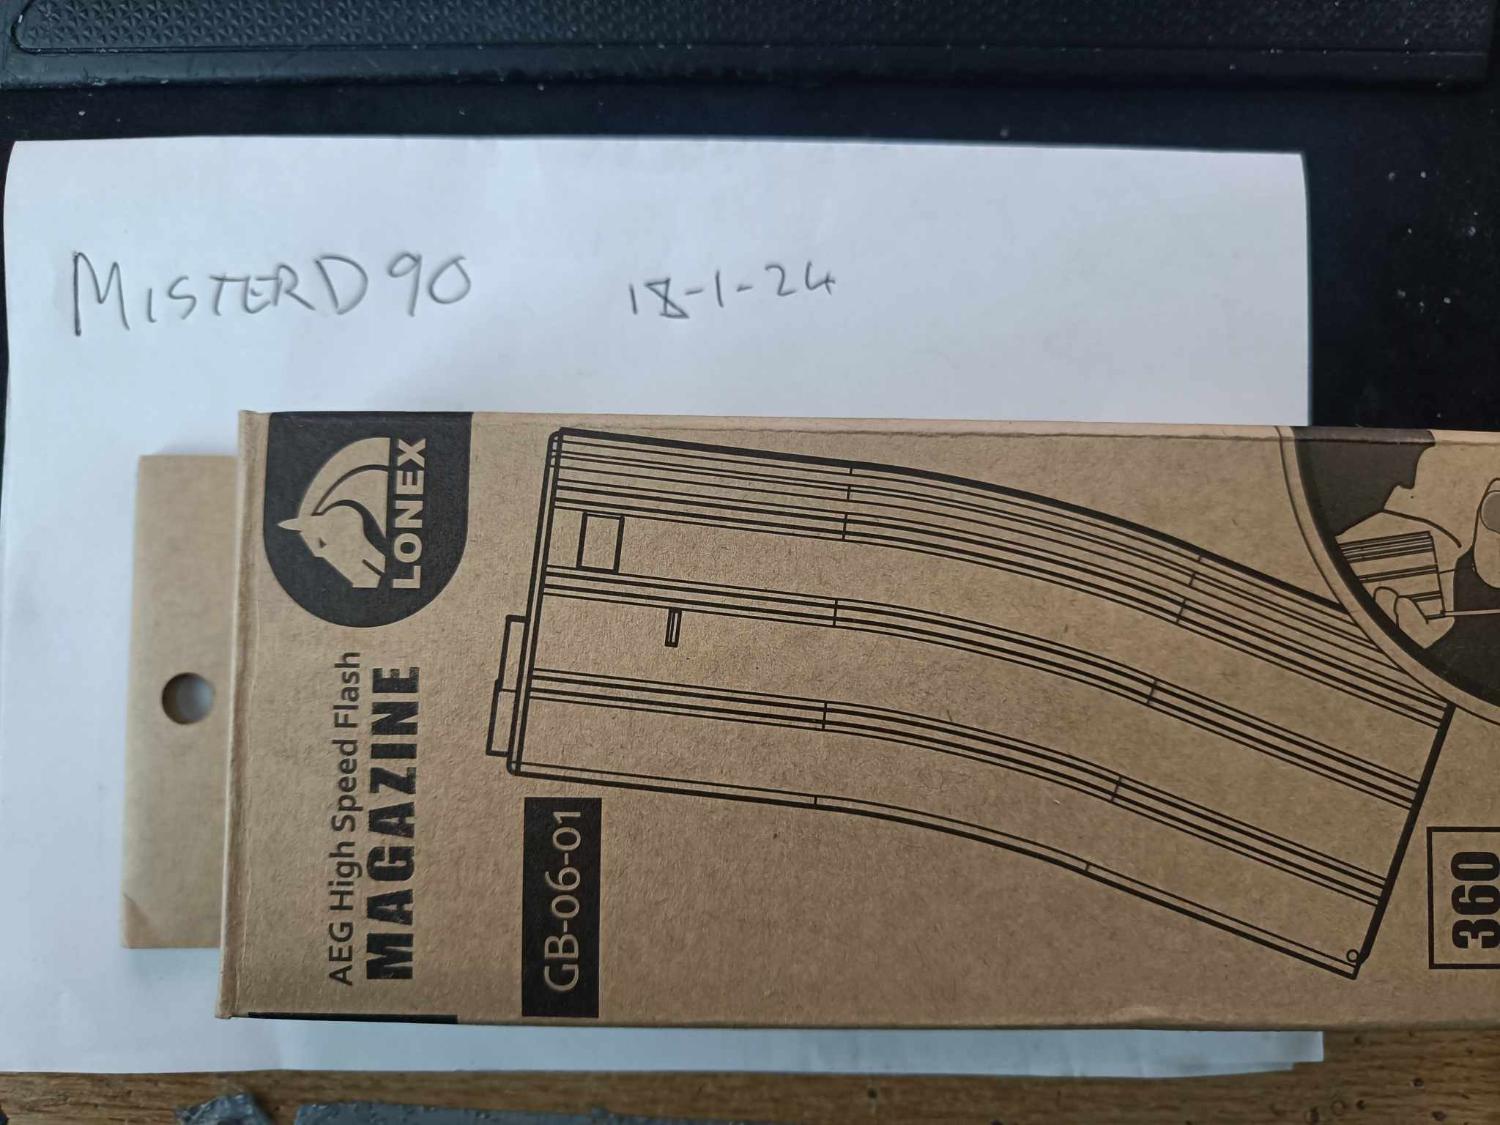 MISTERD90 18-1-24
LONEX
AEG High Speed Flash
MAGAZINE
GB-06-01
360